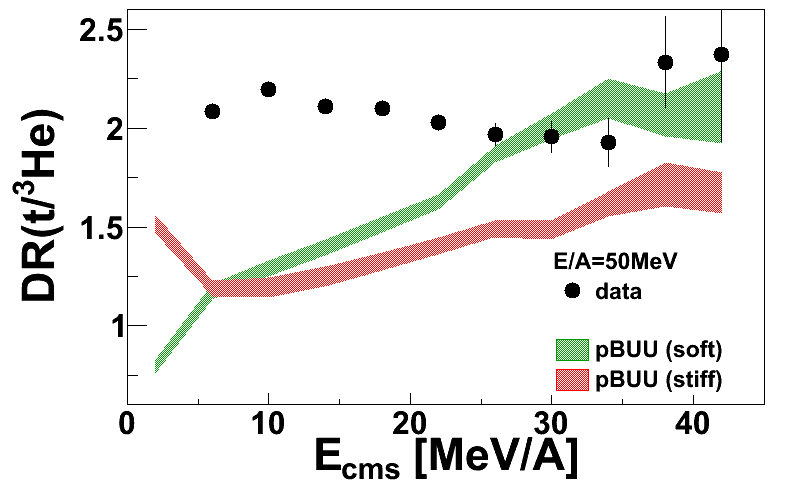 DR(t/³He)
2.5
2
1.5
1
0 10 20 30 40
E/A=50MeV
data
pBUU (soft)
pBUU (stiff)
E_cms [MeV/A]